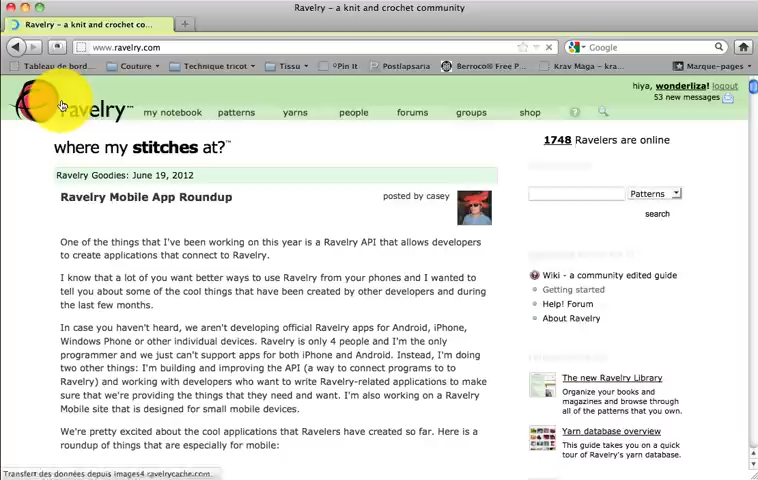 Ravelry - a knit and crochet community
Ravelry - a knit and crochet co...
www.ravelry.com
Google
Tableau de bord... Couture Technique tricot Tissu Pin It Postlapsaria Berroco® Free P... Krav Maga - kra... Marque-pages
ravelry™
hiya, wonderliza! logout
53 new messages
my notebook patterns yarns people forums groups shop
where my stitches at?™
1748 Ravelers are online
Ravelry Goodies: June 19, 2012
Ravelry Mobile App Roundup
posted by casey
Patterns
search
One of the things that I've been working on this year is a Ravelry API that allows developers
to create applications that connect to Ravelry.
I know that a lot of you want better ways to use Ravelry from your phones and I wanted to
tell you about some of the cool things that have been created by other developers and during
the last few months.
In case you haven't heard, we aren't developing official Ravelry apps for Android, iPhone,
Windows Phone or other individual devices. Ravelry is only 4 people and I'm the only
programmer and we just can't support apps for both iPhone and Android. Instead, I'm doing
two other things: I'm building and improving the API (a way to connect programs to to
Ravelry) and working with developers who want to write Ravelry-related applications to make
sure that we're providing the things that they need and want. I'm also working on a Ravelry
Mobile site that is designed for small mobile devices.
We're pretty excited about the cool applications that Ravelers have created so far. Here is a
roundup of things that are especially for mobile:
Wiki - a community edited guide
Getting started
Help! Forum
About Ravelry
The new Ravelry Library
Organize your books and
magazines and browse through
all of the patterns that you own.
Yarn database overview
This guide takes you on a quick
tour of Ravelry's yarn database.
Transfert des données depuis images4.ravelrycache.com...